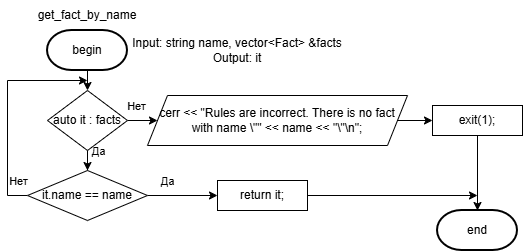 get_fact_by_name
begin
Input: string name, vector<Fact> &facts
Output: it
auto it : facts
Нет
cerr << "Rules are incorrect. There is no fact
with name \"" << name << "\"\n";
exit(1);
Да
Нет
it.name == name
Да
return it;
end